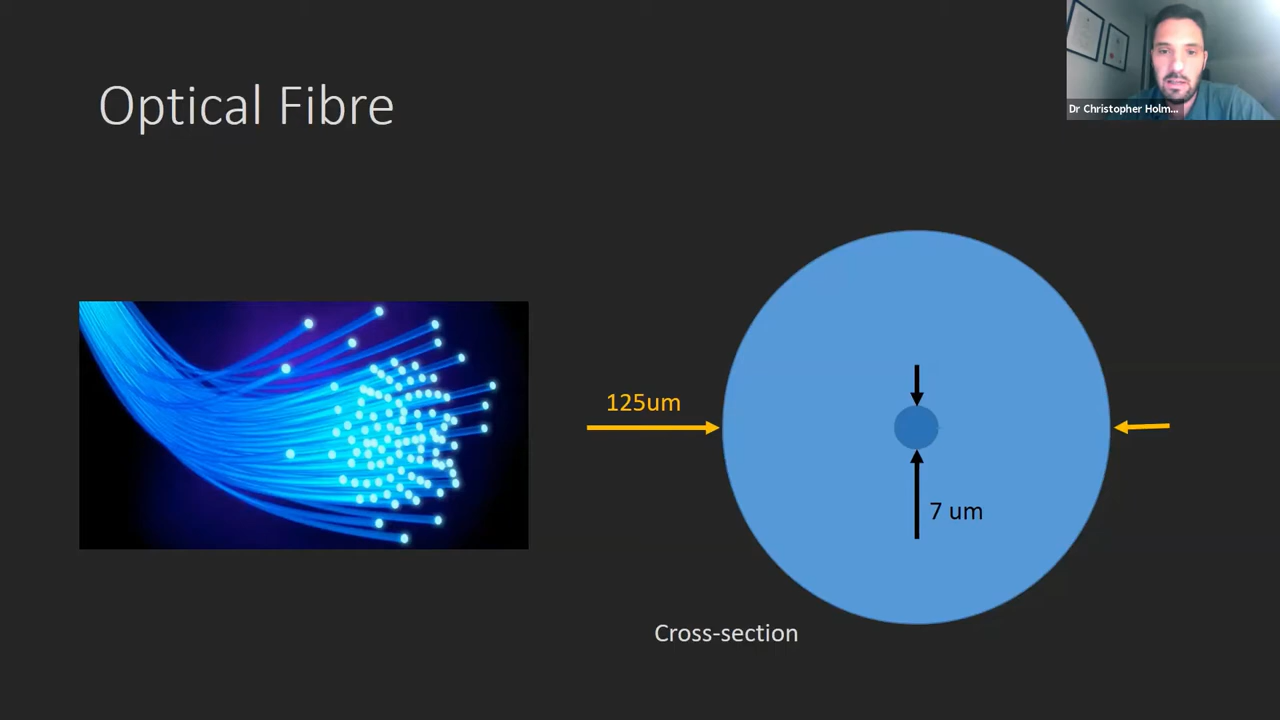 Optical Fibre
Dr Christopher Holm...
125um
7 um
Cross-section